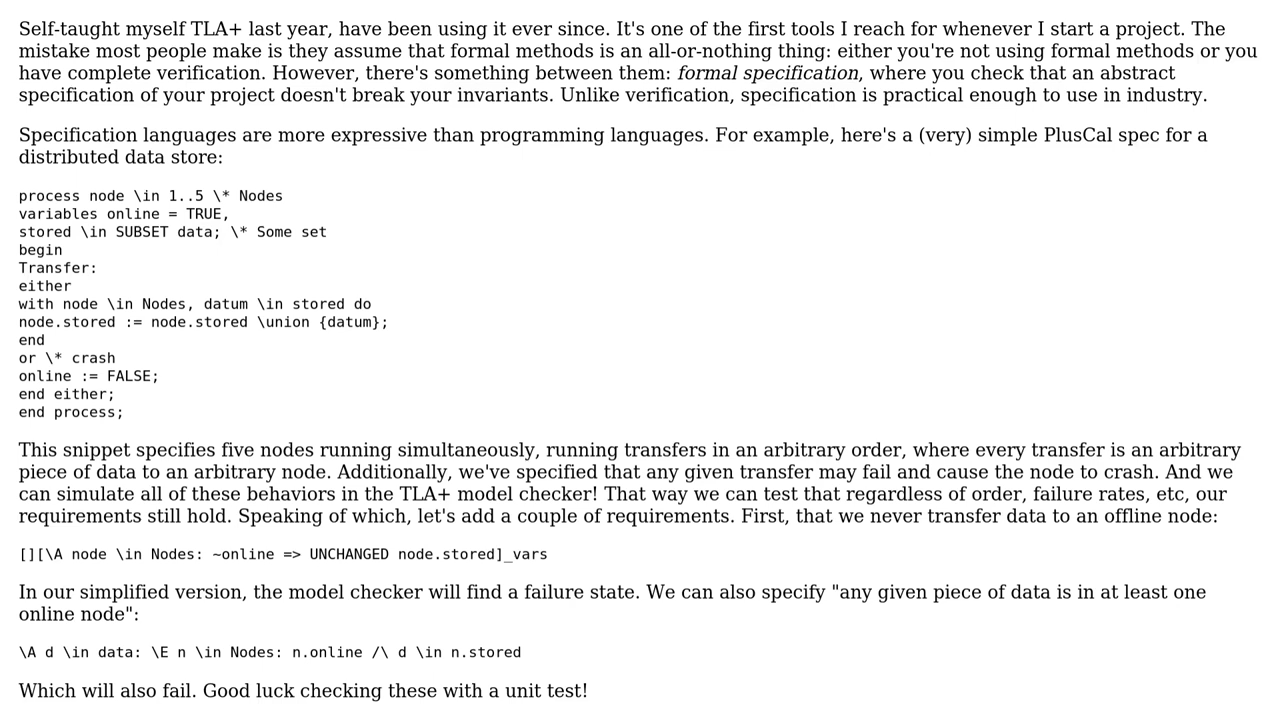 Self-taught myself TLA+ last year, have been using it ever since. It's one of the first tools I reach for whenever I start a project. The
mistake most people make is they assume that formal methods is an all-or-nothing thing: either you're not using formal methods or you
have complete verification. However, there's something between them: formal specification, where you check that an abstract
specification of your project doesn't break your invariants. Unlike verification, specification is practical enough to use in industry.
Specification languages are more expressive than programming languages. For example, here's a (very) simple PlusCal spec for a
distributed data store:
process node \in 1..5 \* Nodes
variables online = TRUE,
stored \in SUBSET data; \* Some set
begin
Transfer:
either
with node \in Nodes, datum \in stored do
node.stored := node.stored \union {datum};
end
or \* crash
online := FALSE;
end either;
end process;
This snippet specifies five nodes running simultaneously, running transfers in an arbitrary order, where every transfer is an arbitrary
piece of data to an arbitrary node. Additionally, we've specified that any given transfer may fail and cause the node to crash. And we
can simulate all of these behaviors in the TLA+ model checker! That way we can test that regardless of order, failure rates, etc, our
requirements still hold. Speaking of which, let's add a couple of requirements. First, that we never transfer data to an offline node:
[][\A node \in Nodes: ~online => UNCHANGED node.stored]_vars
In our simplified version, the model checker will find a failure state. We can also specify "any given piece of data is in at least one
online node":
\A d \in data: \E n \in Nodes: n.online /\ d \in n.stored
Which will also fail. Good luck checking these with a unit test!